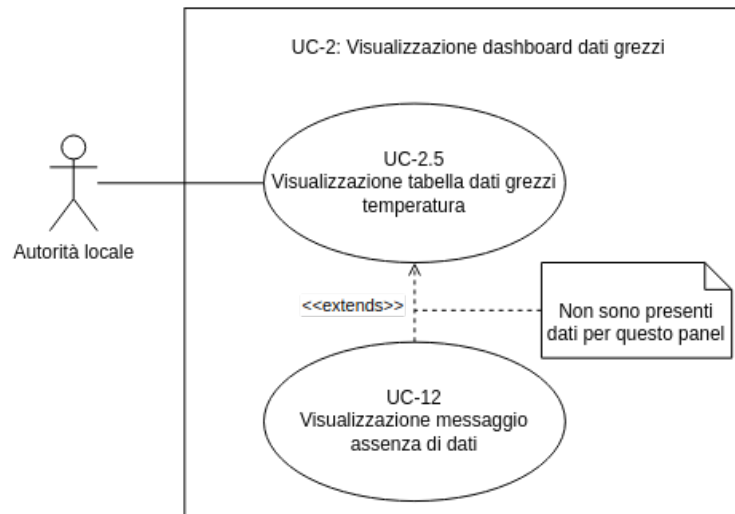 UC-2: Visualizzazione dashboard dati grezzi
UC-2.5
Visualizzazione tabella dati grezzi
temperatura
Autorità locale
<<extends>>
Non sono presenti
dati per questo panel
UC-12
Visualizzazione messaggio
assenza di dati